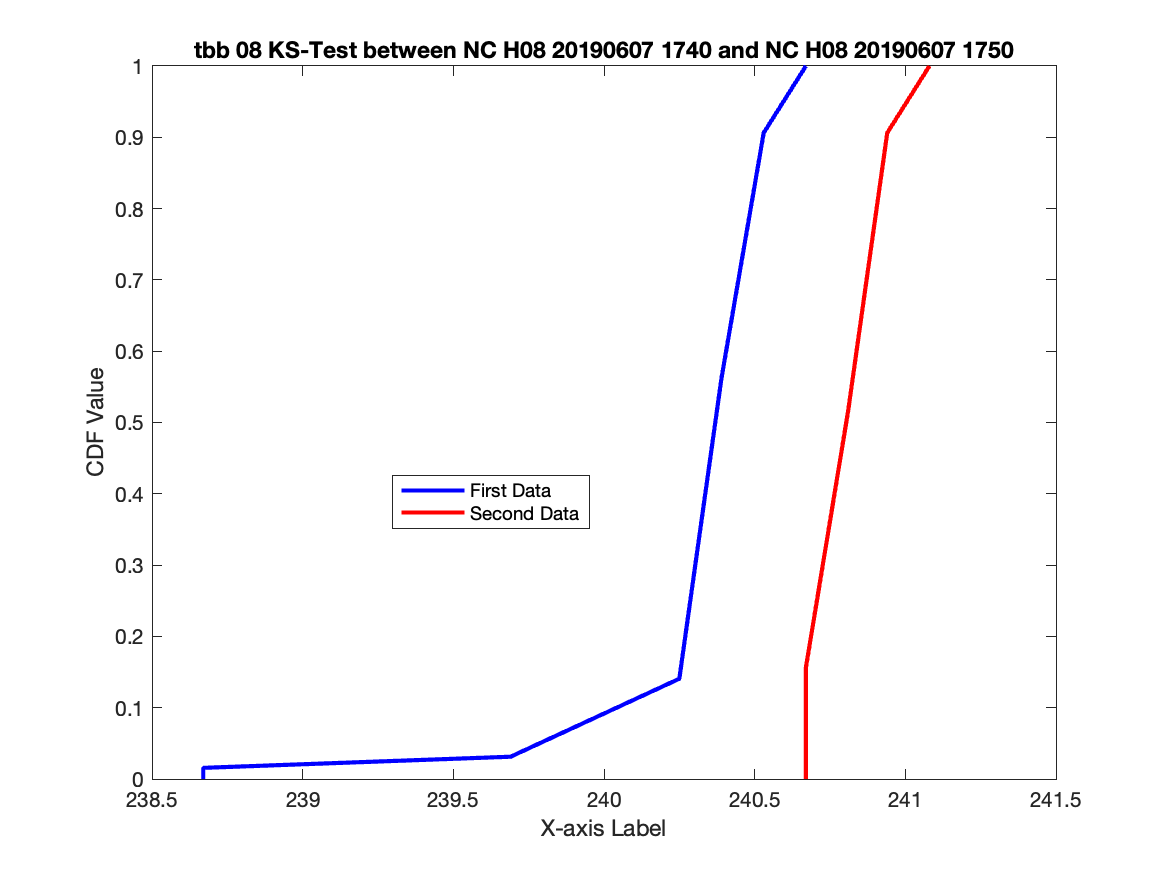 tbb 08 KS-Test between NC H08 20190607 1740 and NC H08 20190607 1750
1
0.9
0.8
0.7
0.6
0.5
0.4
0.3
0.2
0.1
0
CDF Value
First Data
Second Data
238.5 239 239.5 240 240.5 241 241.5
X-axis Label